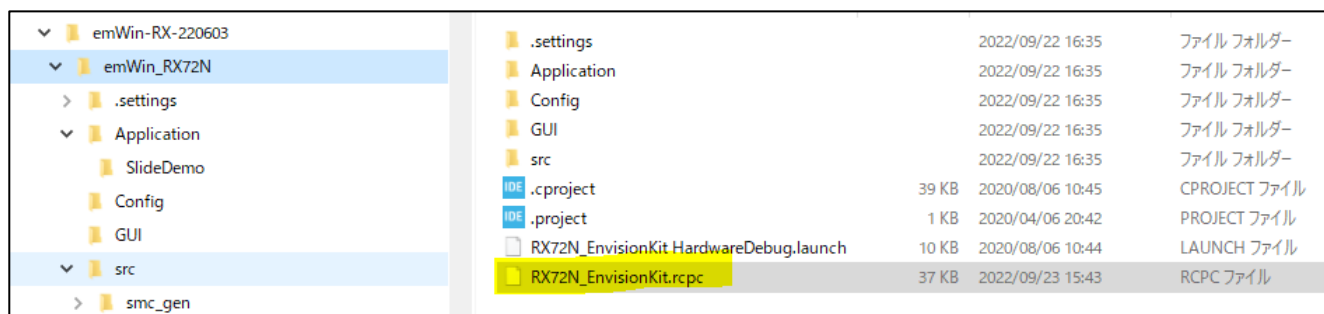 emWin-RX-220603
emWin_RX72N
.settings
Application
SlideDemo
Config
GUI
src
smc_gen
.settings 2022/09/22 16:35 ファイル フォルダー
Application 2022/09/22 16:35 ファイル フォルダー
Config 2022/09/22 16:35 ファイル フォルダー
GUI 2022/09/22 16:35 ファイル フォルダー
src 2022/09/22 16:35 ファイル フォルダー
IDE .cproject 39 KB 2020/08/06 10:45 CPROJECT ファイル
IDE .project 1 KB 2020/04/06 20:42 PROJECT ファイル
RX72N_EnvisionKit HardwareDebug.launch 10 KB 2020/08/06 10:44 LAUNCH ファイル
RX72N_EnvisionKit.rcpc 37 KB 2022/09/23 15:43 RCPC ファイル